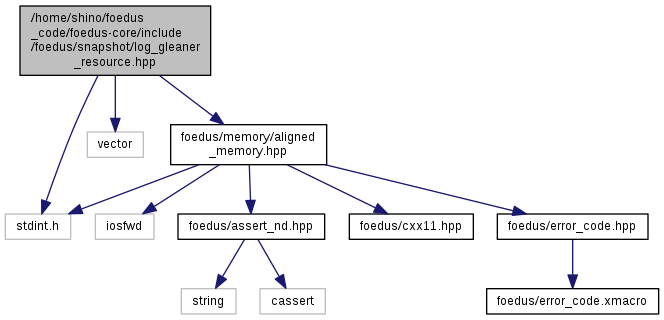 /home/shino/foedus
_code/foedus-core/include
/foedus/snapshot/log_gleaner
_resource.hpp
vector
foedus/memory/aligned
_memory.hpp
stdint.h
iosfwd
foedus/assert_nd.hpp
foedus/cxx11.hpp
foedus/error_code.hpp
string
cassert
foedus/error_code.xmacro